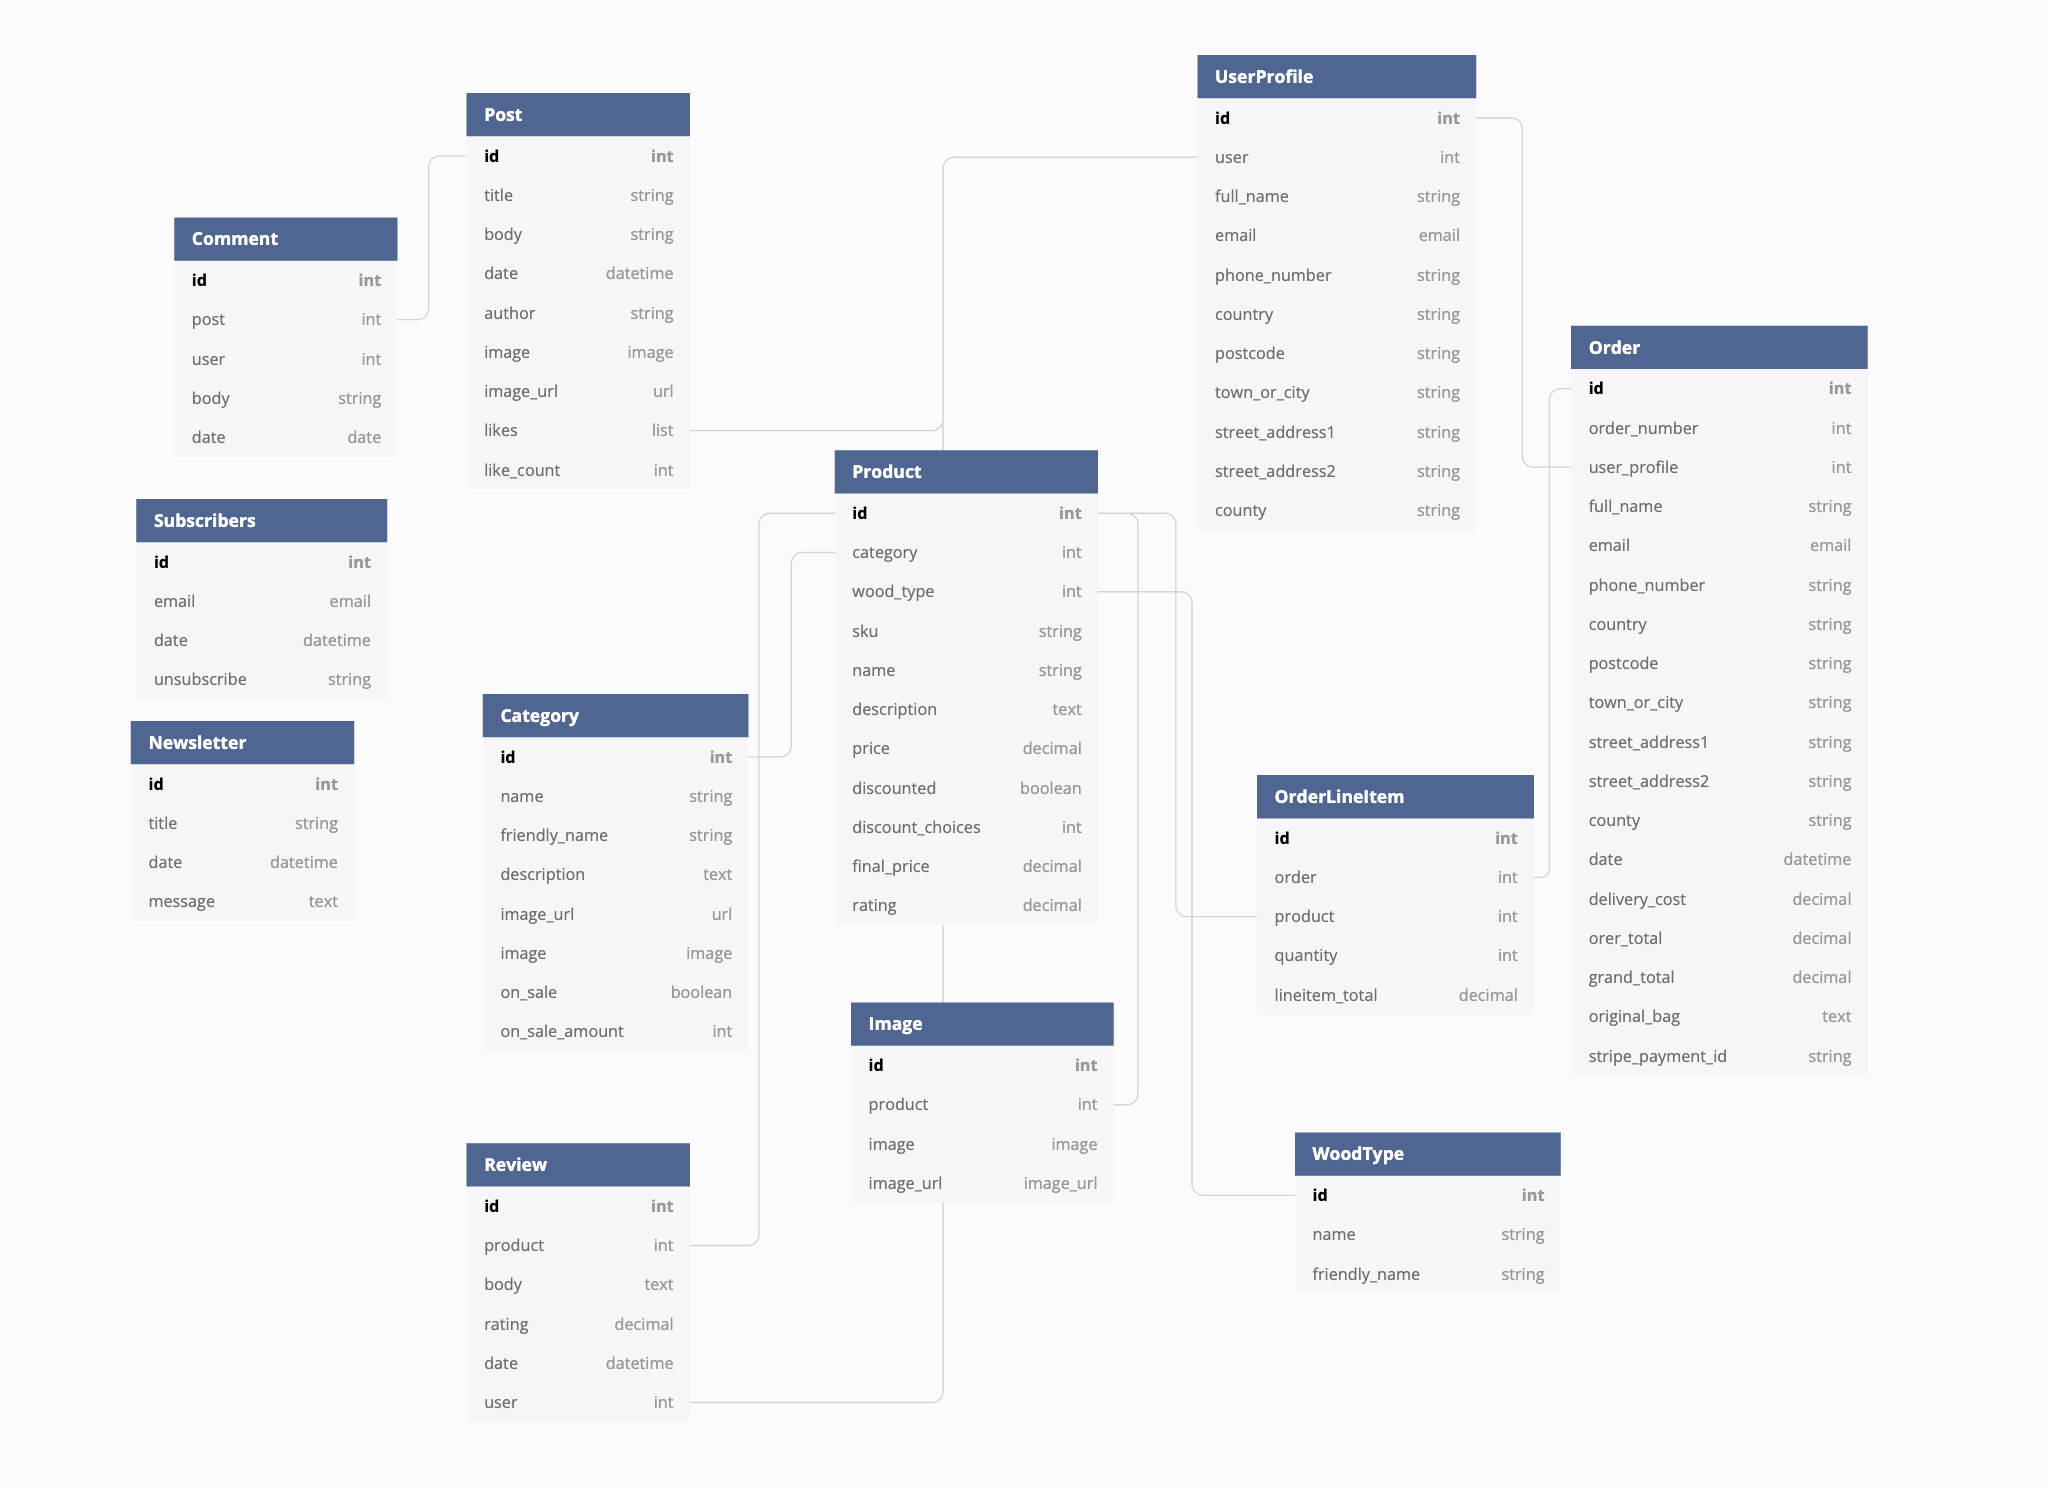 UserProfile
id int
user int
full_name string
email email
phone_number string
country string
postcode string
town_or_city string
street_address1 string
street_address2 string
county string
Post
id int
title string
body string
date datetime
author string
image image
image_url url
likes list
like_count int
Comment
id int
post int
user int
body string
date date
Order
id int
order_number int
user_profile int
full_name string
email email
phone_number string
country string
postcode string
town_or_city string
street_address1 string
street_address2 string
county string
date datetime
delivery_cost decimal
orer_total decimal
grand_total decimal
original_bag text
stripe_payment_id string
Product
id int
category int
wood_type int
sku string
name string
description text
price decimal
discounted boolean
discount_choices int
final_price decimal
rating decimal
Subscribers
id int
email email
date datetime
unsubscribe string
Category
id int
name string
friendly_name string
description text
image_url url
image image
on_sale boolean
on_sale_amount int
Newsletter
id int
title string
date datetime
message text
OrderLineItem
id int
order int
product int
quantity int
lineitem_total decimal
Image
id int
product int
image image
image_url image_url
WoodType
id int
name string
friendly_name string
Review
id int
product int
body text
rating decimal
date datetime
user int